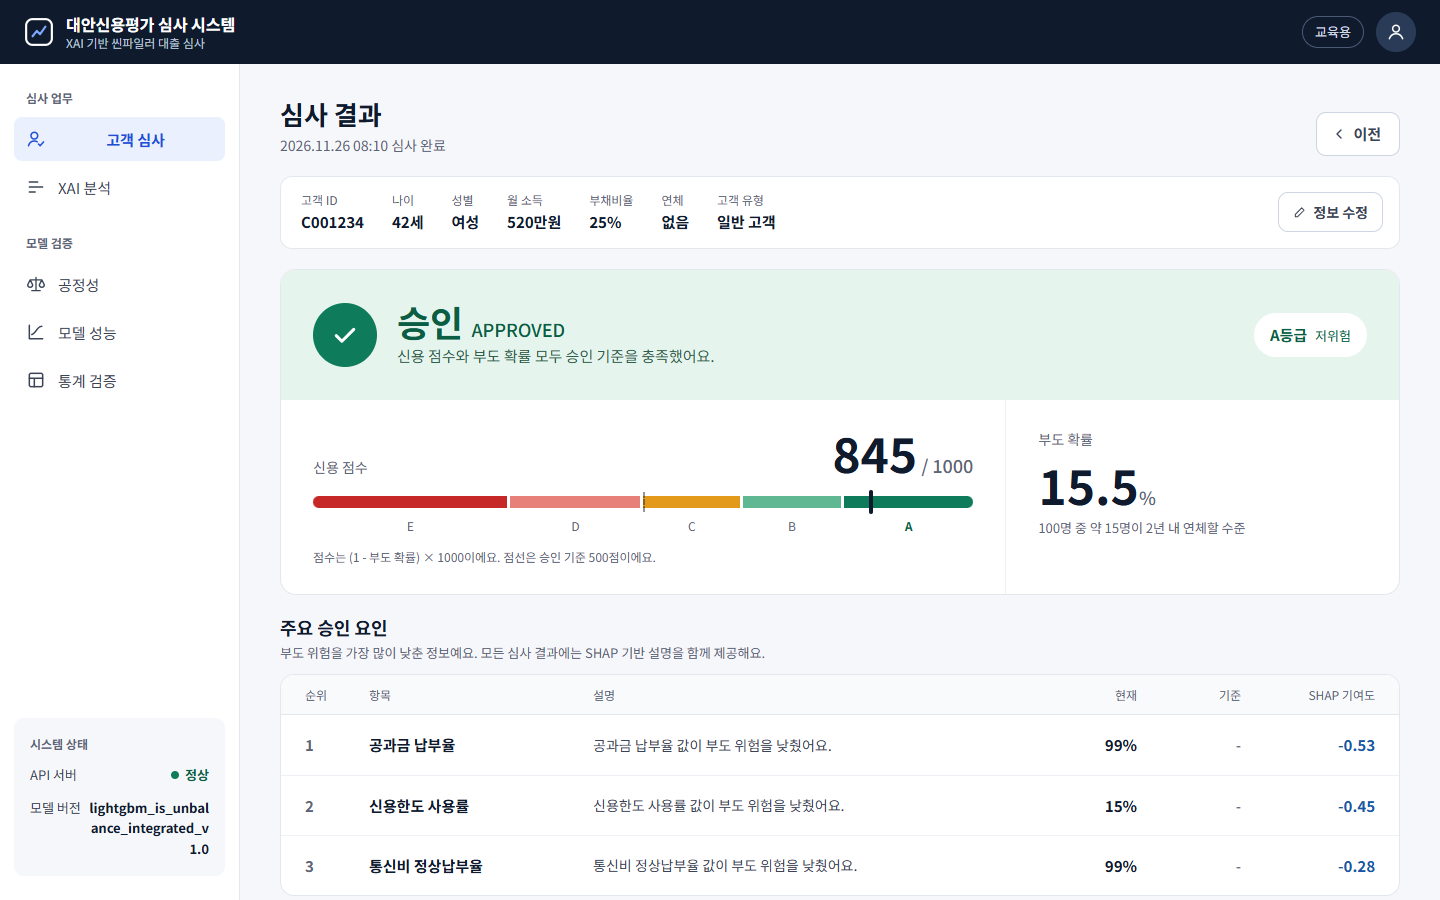 대안신용평가 심사 시스템
XAI 기반 씬파일러 대출 심사
교육용
심사 업무
고객 심사
XAI 분석
모델 검증
공정성
모델 성능
통계 검증
시스템 상태
API 서버
정상
모델 버전
lightgbm_is_unbal
ance_integrated_v
1.0
심사 결과
2026.11.26 08:10 심사 완료
이전
고객 ID
C001234
나이
42세
성별
여성
월 소득
520만원
부채비율
25%
연체
없음
고객 유형
일반 고객
정보 수정
승인 APPROVED
신용 점수와 부도 확률 모두 승인 기준을 충족했어요.
A등급 저위험
신용 점수
845 / 1000
E D C B A
점수는 (1 - 부도 확률) × 1000이에요. 점선은 승인 기준 500점이에요.
부도 확률
15.5%
100명 중 약 15명이 2년 내 연체할 수준
주요 승인 요인
부도 위험을 가장 많이 낮춘 정보예요. 모든 심사 결과에는 SHAP 기반 설명을 함께 제공해요.
순위 항목 설명 현재 기준 SHAP 기여도
1 공과금 납부율 공과금 납부율 값이 부도 위험을 낮췄어요. 99% - -0.53
2 신용한도 사용률 신용한도 사용률 값이 부도 위험을 낮췄어요. 15% - -0.45
3 통신비 정상납부율 통신비 정상납부율 값이 부도 위험을 낮췄어요. 99% - -0.28